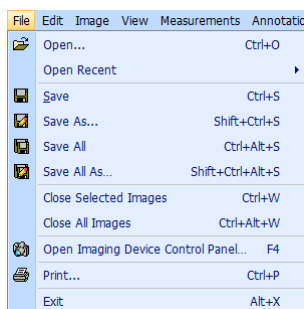 File Edit Image View Measurements Annotatio
Open... Ctrl+O
Open Recent
Save Ctrl+S
Save As... Shift+Ctrl+S
Save All Ctrl+Alt+S
Save All As... Shift+Ctrl+Alt+S
Close Selected Images Ctrl+W
Close All Images Ctrl+Alt+W
Open Imaging Device Control Panel... F4
Print... Ctrl+P
Exit Alt+X